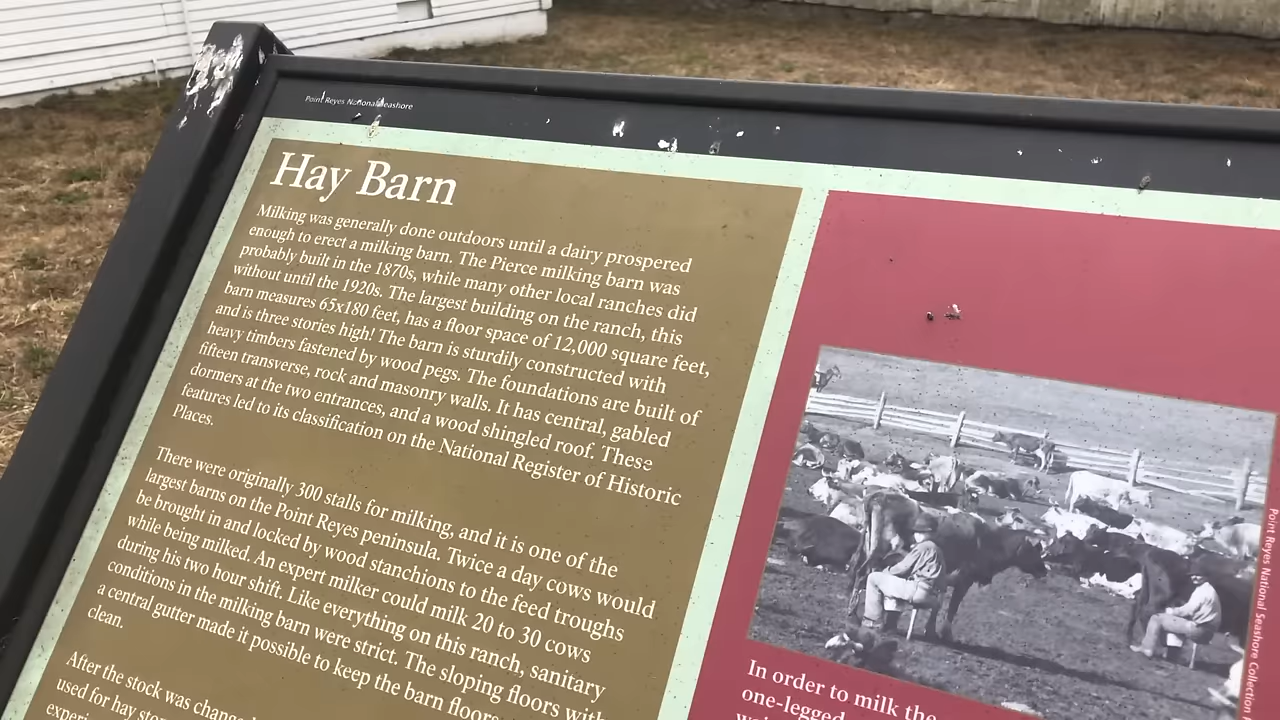 Point Reyes National Seashore
Hay Barn
Milking was generally done outdoors until a dairy prospered
enough to erect a milking barn. The Pierce milking barn was
probably built in the 1870s, while many other local ranches did
without until the 1920s. The largest building on the ranch, this
barn measures 65x180 feet, has a floor space of 12,000 square feet,
and is three stories high! The barn is sturdily constructed with
heavy timbers fastened by wood pegs. The foundations are built of
fifteen transverse, rock and masonry walls. It has central, gabled
dormers at the two entrances, and a wood shingled roof. These
features led to its classification on the National Register of Historic
Places.
There were originally 300 stalls for milking, and it is one of the
largest barns on the Point Reyes peninsula. Twice a day cows would
be brought in and locked by wood stanchions to the feed troughs
while being milked. An expert milker could milk 20 to 30 cows
during his two hour shift. Like everything on this ranch, sanitary
conditions in the milking barn were strict. The sloping floors with
a central gutter made it possible to keep the barn floors
clean.
After the stock was changed
used for hay
In order to milk the
one-legged
Point Reyes National Seashore Collection